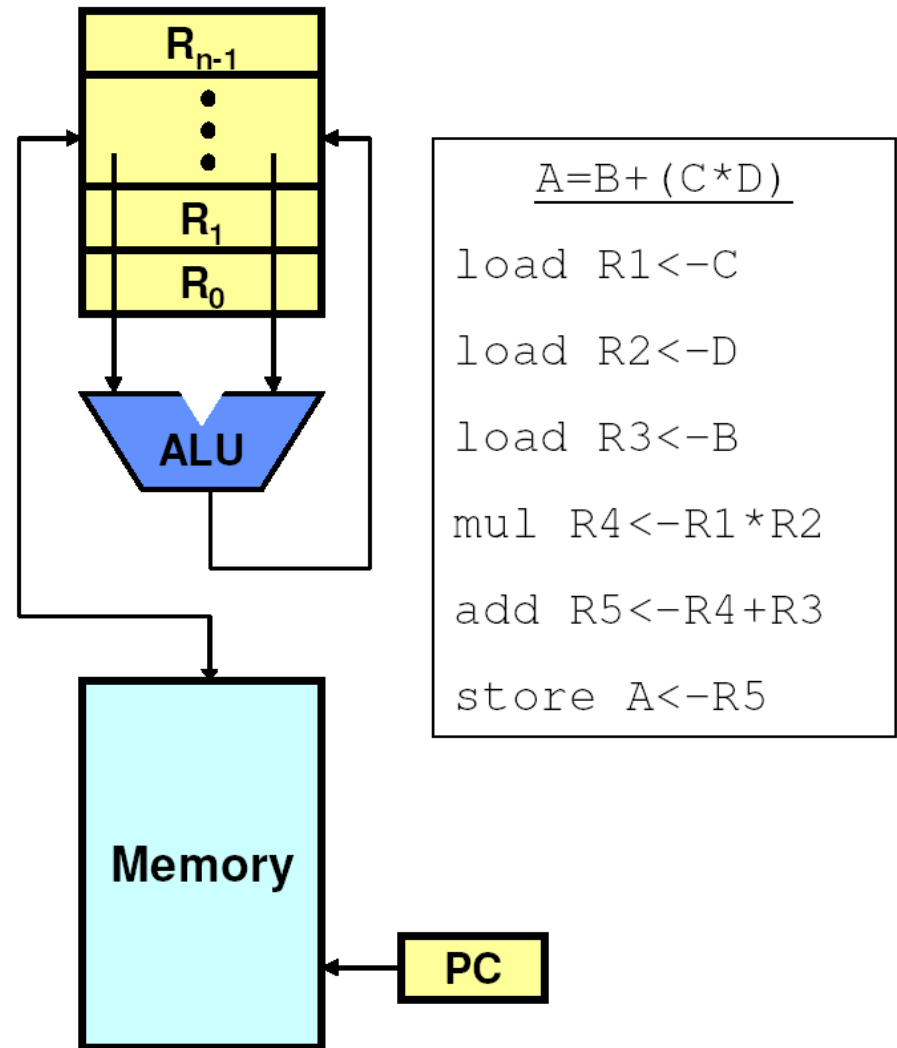 Rn-1
R1
R0
ALU
Memory
PC
A=B+(C*D)
load R1<-C
load R2<-D
load R3<-B
mul R4<-R1*R2
add R5<-R4+R3
store A<-R5